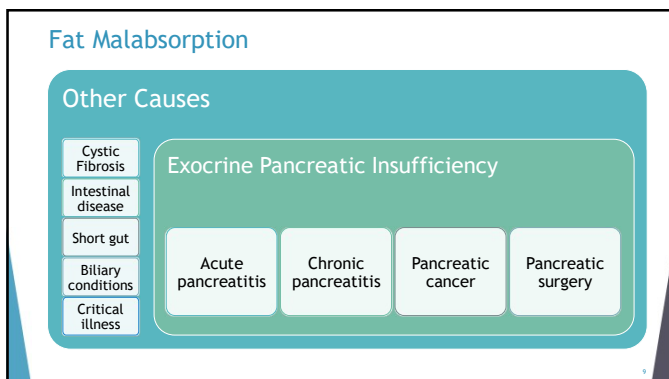 Fat Malabsorption
Other Causes
Cystic
Fibrosis
Intestinal
disease
Short gut
Biliary
conditions
Critical
illness
Exocrine Pancreatic Insufficiency
Acute
pancreatitis
Chronic
pancreatitis
Pancreatic
cancer
Pancreatic
surgery
9